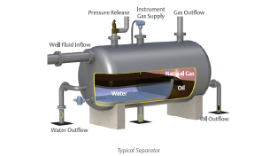 Pressure Release
Instrument
Gas Supply
Gas Outflow
Well Fluid Inflow
Natural Gas
Water
Oil
Water Outflow
Oil Outflow
Typical Separator